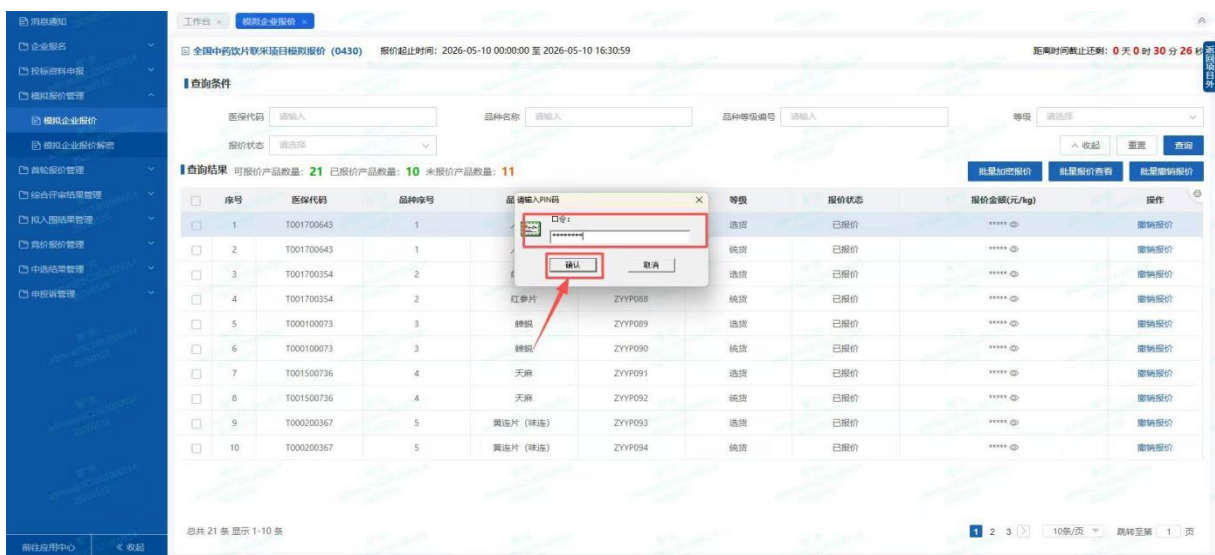 消息通知
企业报名
投标资料申报
模拟报价管理
模拟企业报价
模拟企业报价解密
首轮报价管理
综合评审结果管理
拟入围结果管理
竞价报价管理
中选结果管理
申投诉管理
前往应用中心 《 收起
工作台 × 模拟企业报价 ×
全国中药饮片联采项目模拟报价（0430） 报价起止时间：2026-05-10 00:00:00 至 2026-05-10 16:30:59 距离时间截止还剩：0 天 0 时 30 分 26 秒
返回项目外
查询条件
医保代码 请输入 品种名称 请输入 品种等级编号 请输入 等级 请选择
报价状态 请选择 收起 重置 查询
查询结果 可报价产品数量：21 已报价产品数量：10 未报价产品数量：11 批量加密报价 批量报价查看 批量撤销报价
序号 医保代码 品种序号 品 等级 报价状态 报价金额(元/kg) 操作
1 T001700643 1 选货 已报价 ***** 撤销报价
2 T001700643 1 统货 已报价 ***** 撤销报价
3 T001700354 2 选货 已报价 ***** 撤销报价
4 T001700354 2 红参片 ZYYP088 统货 已报价 ***** 撤销报价
5 T000100073 3 蝉蜕 ZYYP089 选货 已报价 ***** 撤销报价
6 T000100073 3 蝉蜕 ZYYP090 统货 已报价 ***** 撤销报价
7 T001500736 4 天麻 ZYYP091 选货 已报价 ***** 撤销报价
8 T001500736 4 天麻 ZYYP092 统货 已报价 ***** 撤销报价
9 T000200367 5 黄连片（味连） ZYYP093 选货 已报价 ***** 撤销报价
10 T000200367 5 黄连片（味连） ZYYP094 统货 已报价 ***** 撤销报价
请输入PIN码 ×
口令：
********
确认 取消
总共 21 条 显示 1-10 条 1 2 3 10条/页 跳转至第 1 页